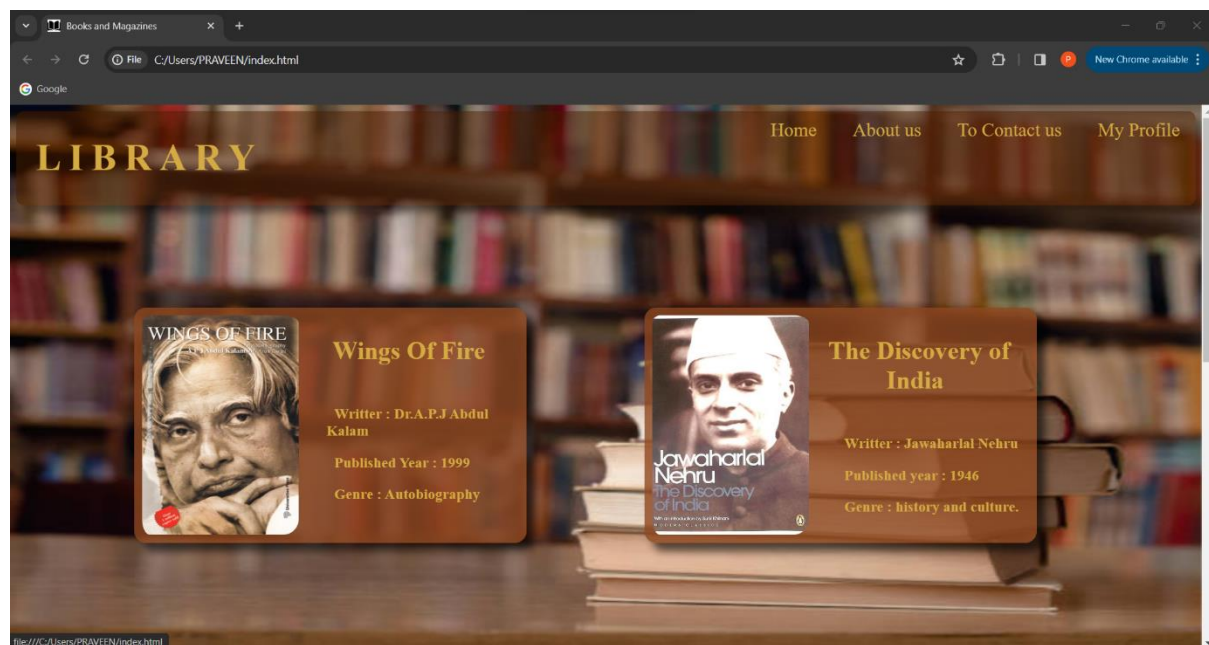 Books and Magazines
File C:/Users/PRAVEEN/index.html
P
New Chrome available
Google
Home About us To Contact us My Profile
LIBRARY
WINGS OF FIRE
Wings Of Fire
Writter : Dr.A.P.J Abdul
Kalam
Published Year : 1999
Genre : Autobiography
Jawaharlal
Nehru
The Discovery
of India
The Discovery of
India
Writter : Jawaharlal Nehru
Published year : 1946
Genre : history and culture.
file:///C:/Users/PRAVEEN/index.html